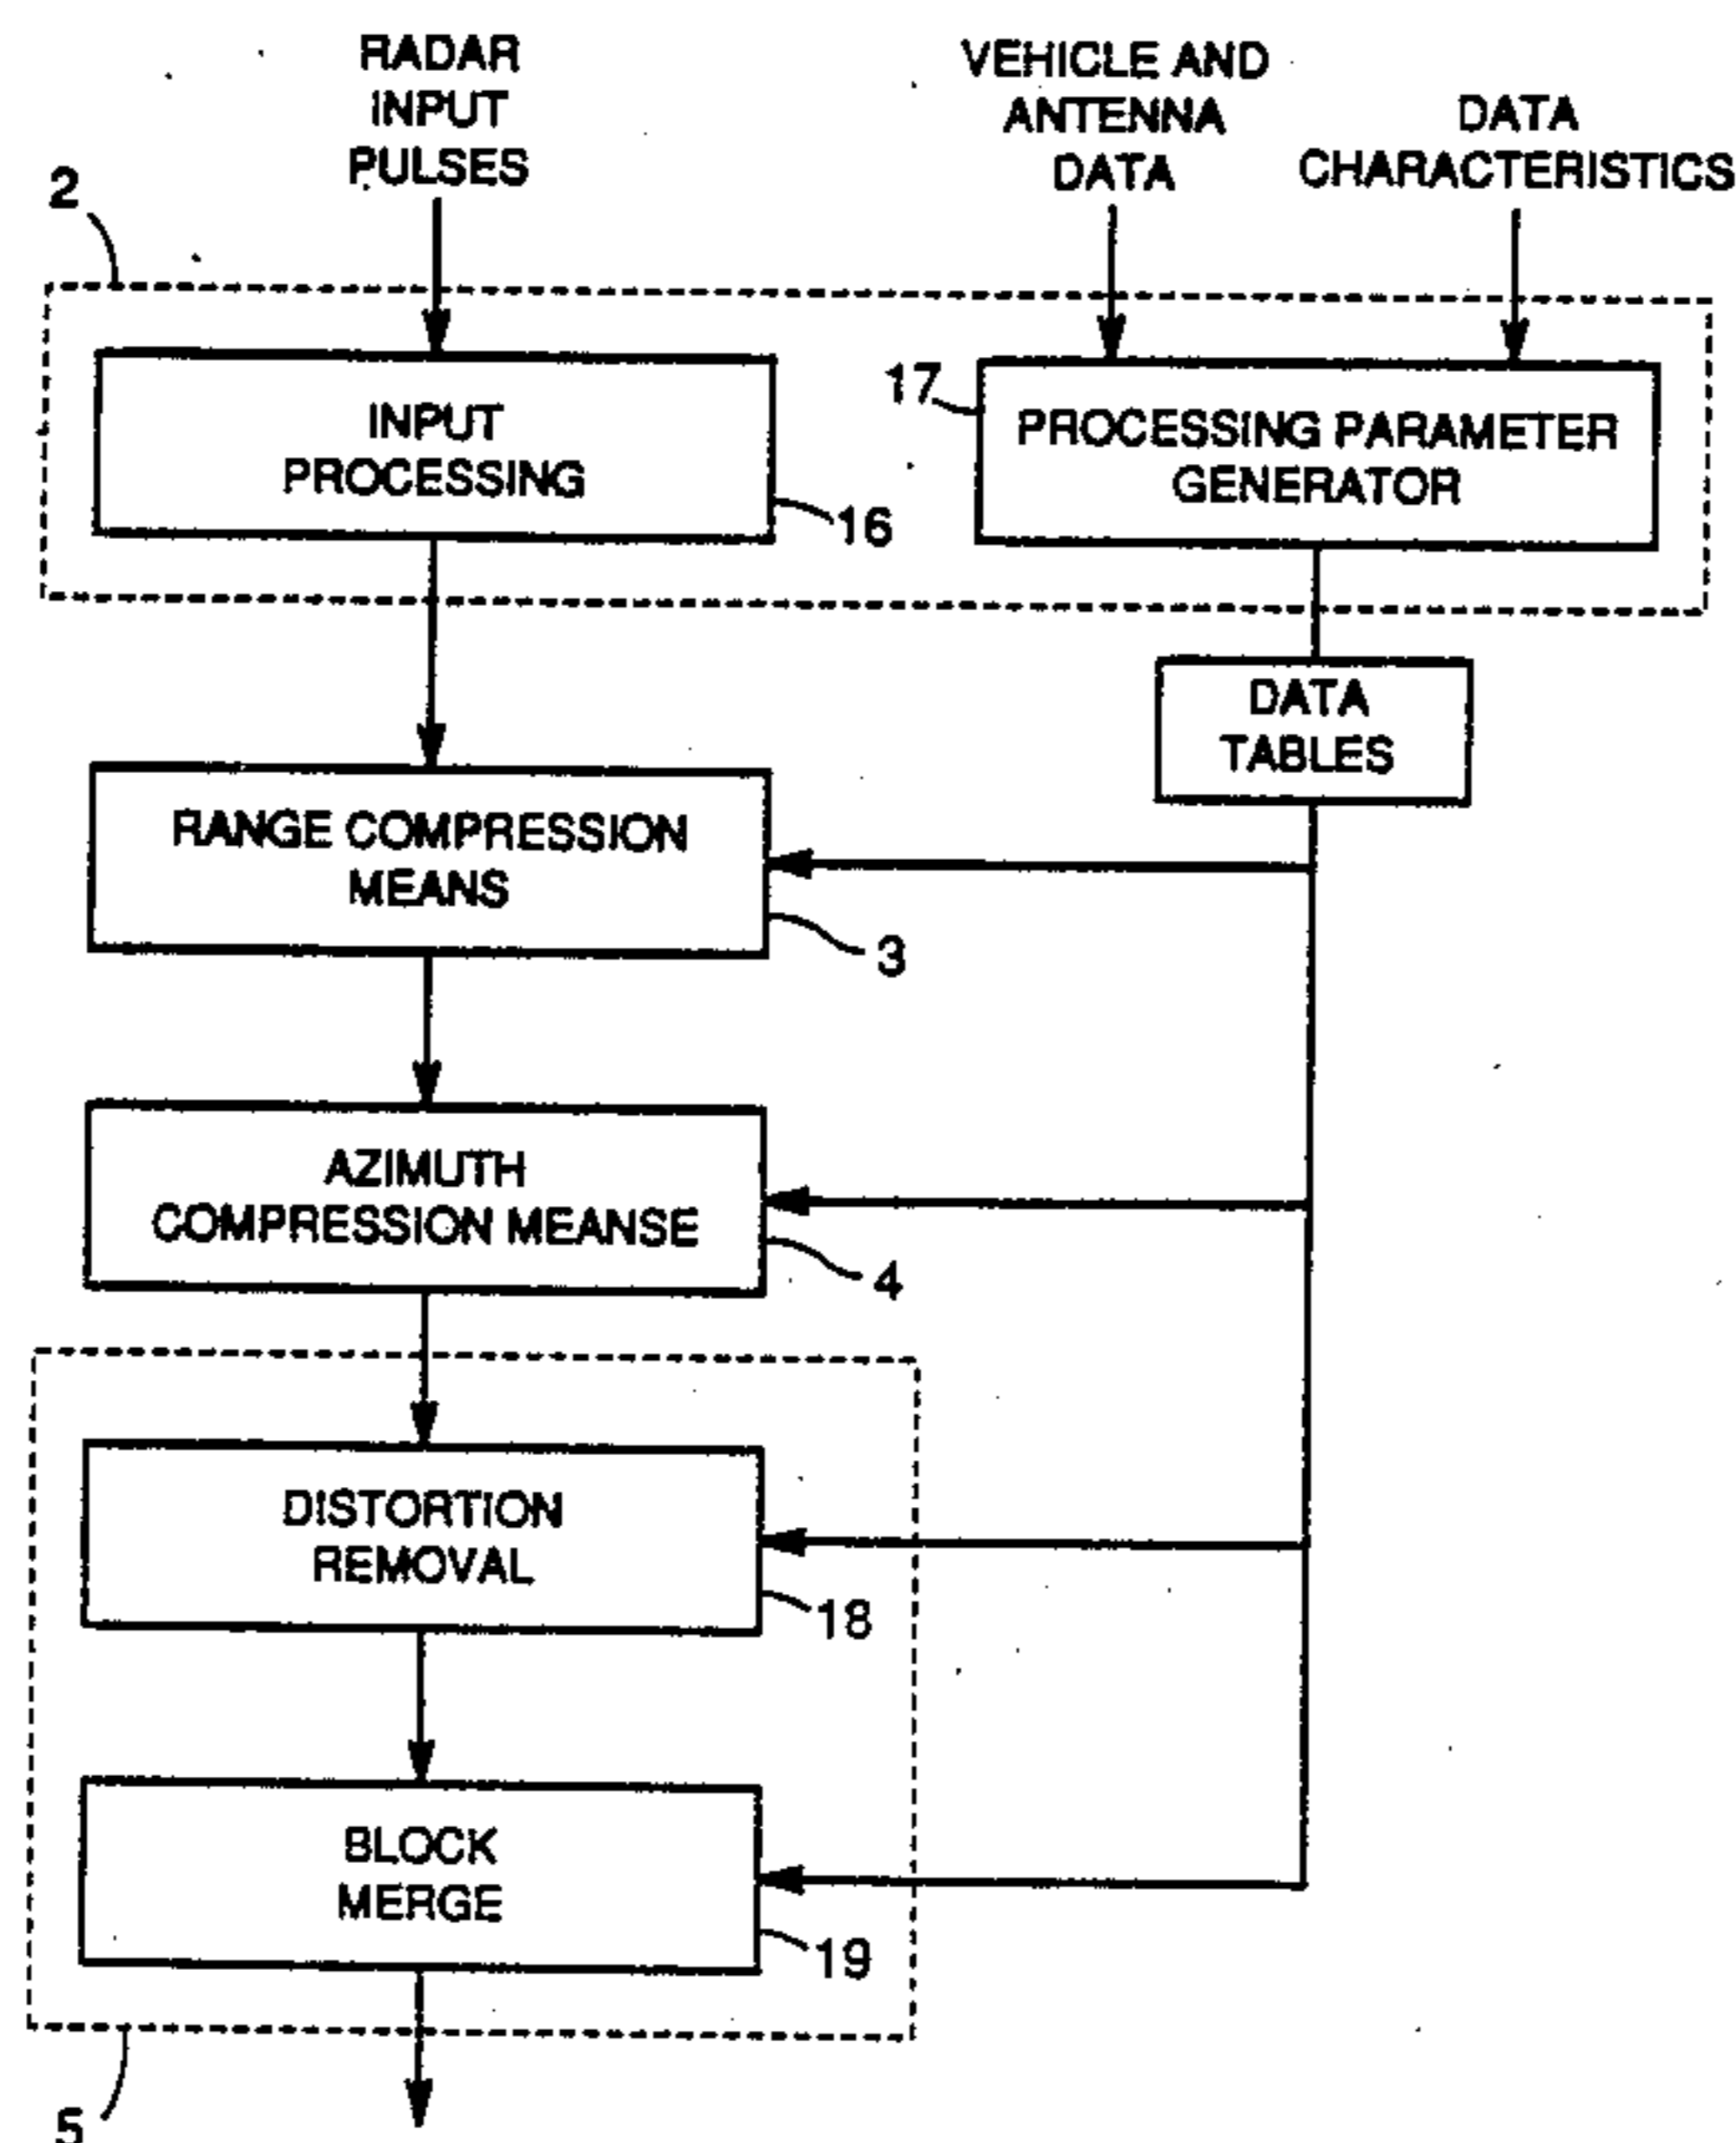 RADAR
INPUT
PULSES
VEHICLE AND
ANTENNA
DATA
DATA
CHARACTERISTICS
2
INPUT
PROCESSING
16
17
PROCESSING PARAMETER
GENERATOR
DATA
TABLES
RANGE COMPRESSION
MEANS
3
AZIMUTH
COMPRESSION MEANSE
4
DISTORTION
REMOVAL
18
BLOCK
MERGE
19
5